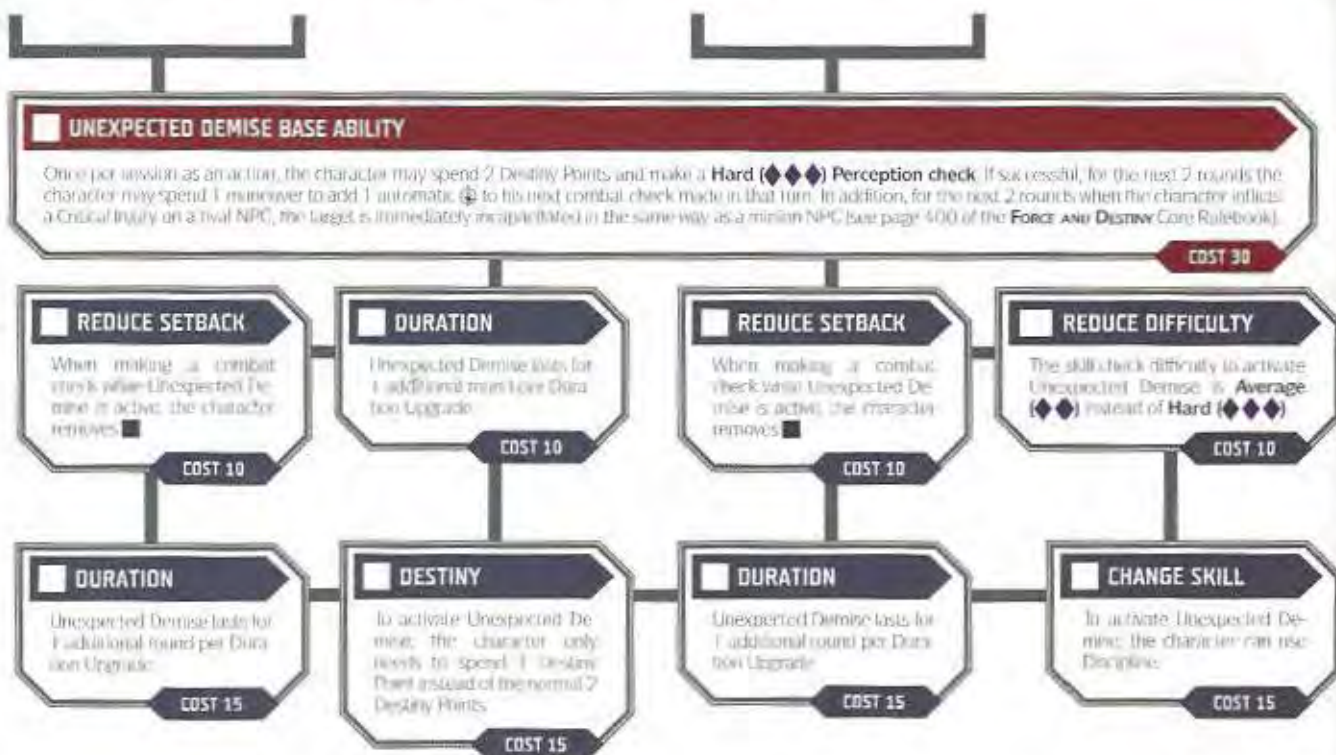 UNEXPECTED DEMISE BASE ABILITY
Once per session as an action, the character may spend 2 Destiny Points and make a Hard (◆◆◆) Perception check. If successful, for the next 2 rounds the
character may spend 1 maneuver to add 1 automatic to his next combat check made in that turn. In addition, for the next 2 rounds when the character inflicts
a Critical Injury on a rival NPC, the target is immediately incapacitated in the same way as a minion NPC (see page 400 of the FORCE AND DESTINY Core Rulebook).
COST 30
REDUCE SETBACK
When making a combat
check while Unexpected De-
mise is active, the character
removes ■
COST 10
DURATION
Unexpected Demise lasts for
1 additional round per Dura-
tion Upgrade
COST 10
REDUCE SETBACK
When making a combat
check while Unexpected De-
mise is active, the character
removes ■
COST 10
REDUCE DIFFICULTY
The skill check difficulty to activate
Unexpected Demise is Average
(◆◆) instead of Hard (◆◆◆)
COST 10
DURATION
Unexpected Demise lasts for
1 additional round per Dura-
tion Upgrade
COST 15
DESTINY
To activate Unexpected De-
mise, the character only
needs to spend 1 Destiny
Point instead of the normal 2
Destiny Points.
COST 15
DURATION
Unexpected Demise lasts for
1 additional round per Dura-
tion Upgrade
COST 15
CHANGE SKILL
To activate Unexpected De-
mise, the character can use
Discipline.
COST 15